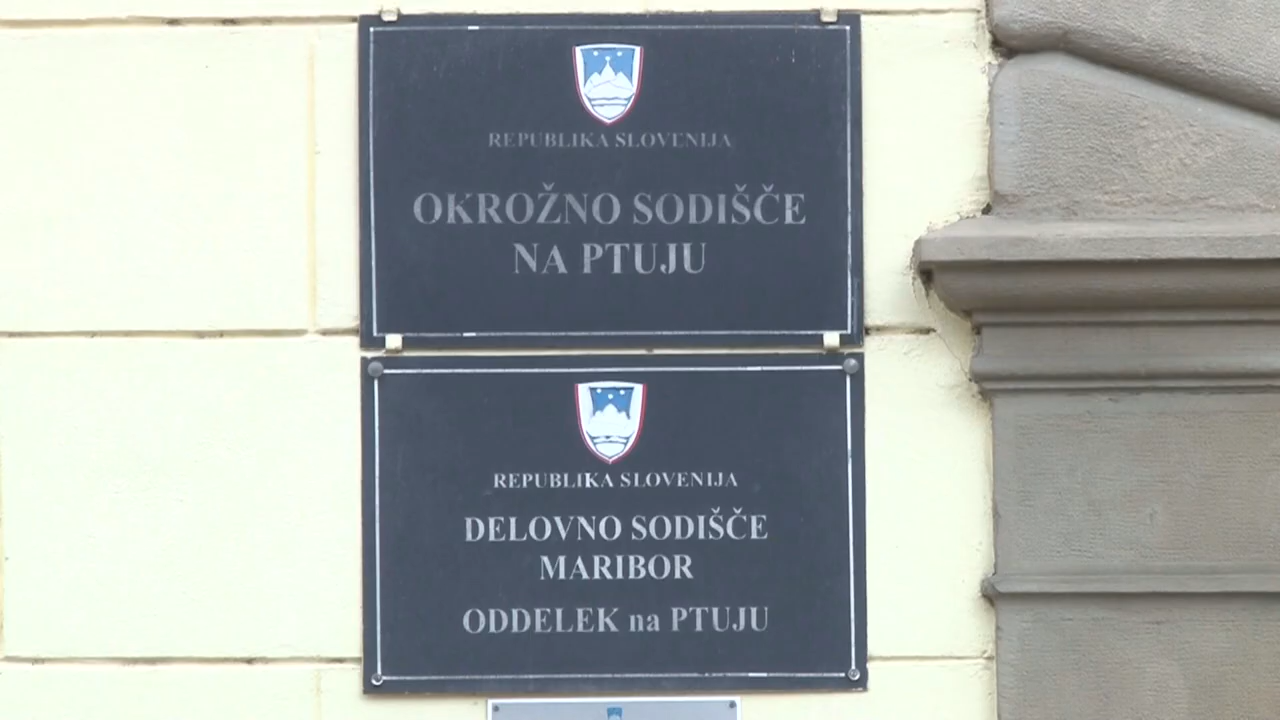 REPUBLIKA SLOVENIJA
OKROŽNO SODIŠČE
NA PTUJU
REPUBLIKA SLOVENIJA
DELOVNO SODIŠČE
MARIBOR
ODDELEK na PTUJU